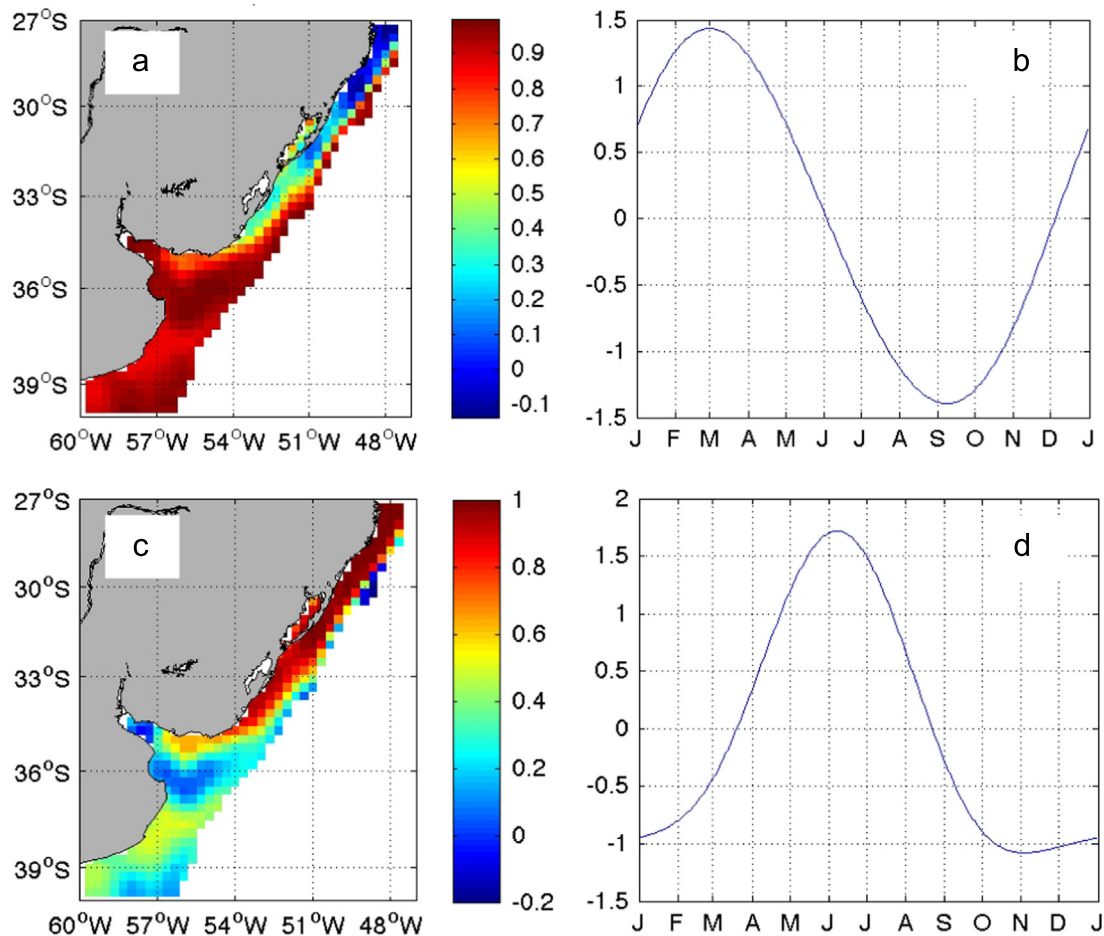 a
27°S
30°S
33°S
36°S
39°S
60°W 57°W 54°W 51°W 48°W
0.9
0.8
0.7
0.6
0.5
0.4
0.3
0.2
0.1
0
-0.1
b
1.5
1
0.5
0
-0.5
-1
-1.5
J F M A M J J A S O N D J
c
27°S
30°S
33°S
36°S
39°S
60°W 57°W 54°W 51°W 48°W
1
0.8
0.6
0.4
0.2
0
-0.2
d
2
1.5
1
0.5
0
-0.5
-1
-1.5
J F M A M J J A S O N D J